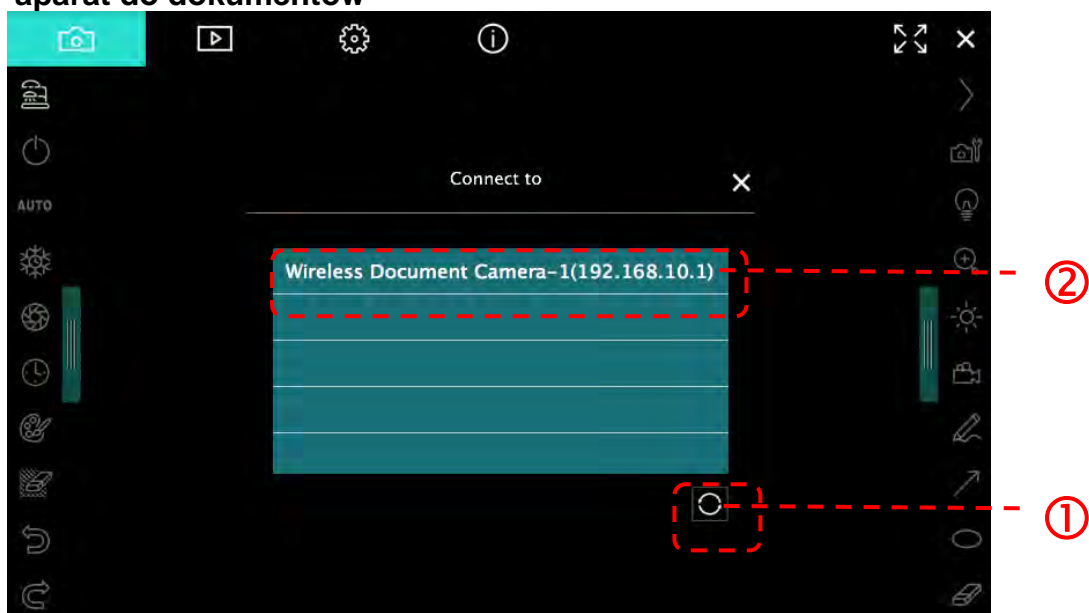 aparat do dokumentów
Connect to
AUTO
Wireless Document Camera-1(192.168.10.1)
②
①